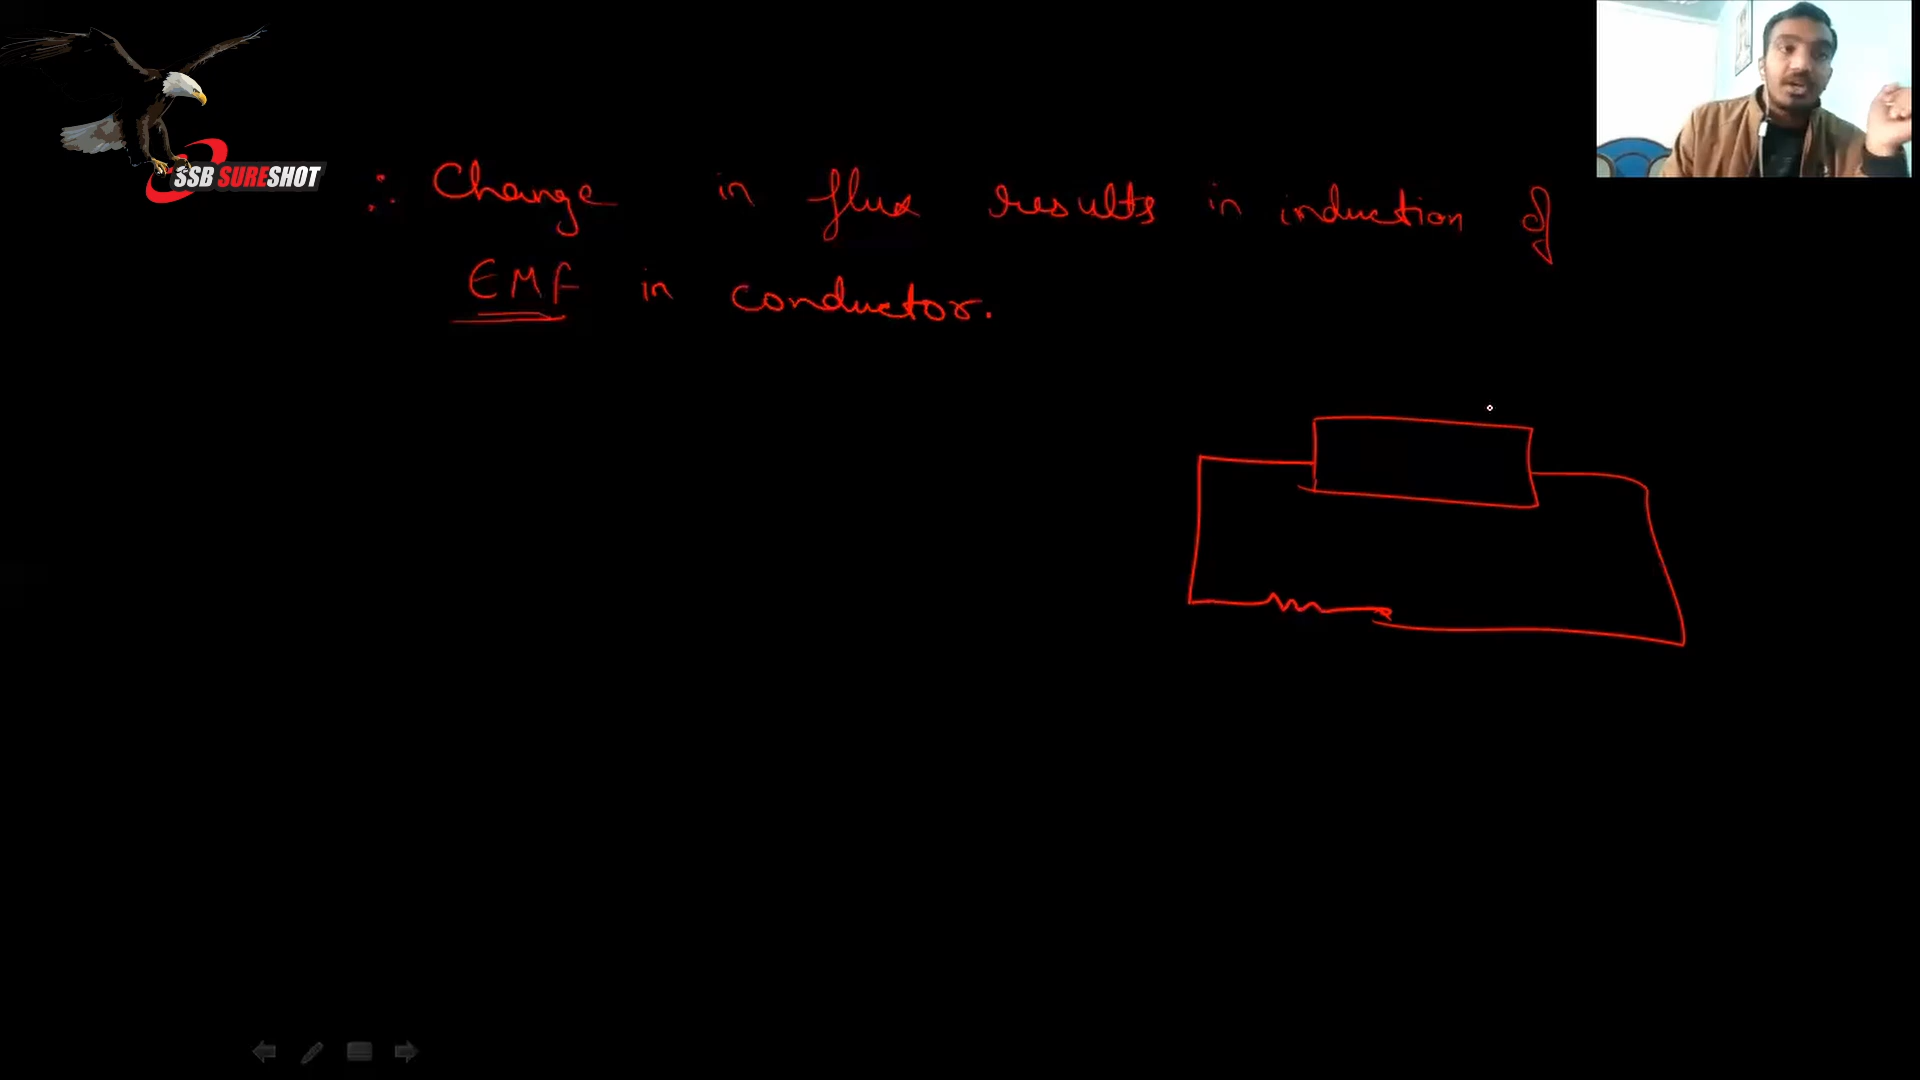 SSB SURESHOT
∴ Change in flux results in induction of
EMF in conductor.